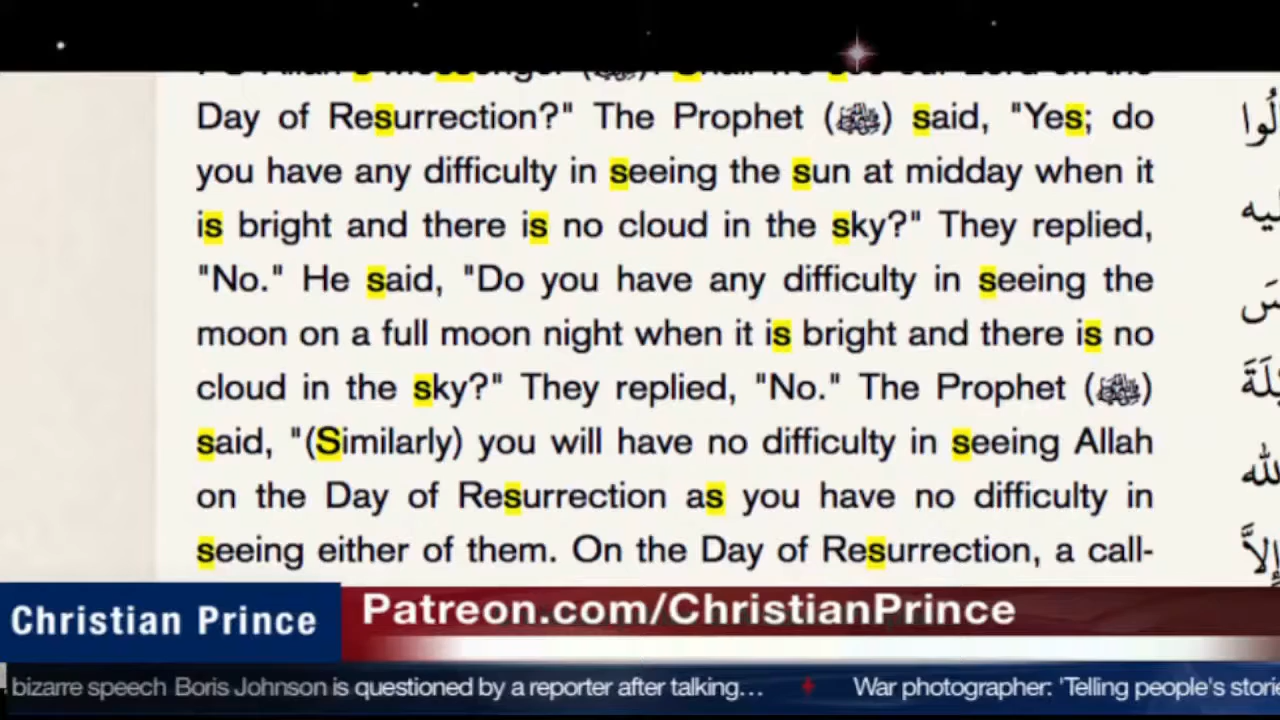 Day of Resurrection?" The Prophet (ﷺ) said, "Yes; do
you have any difficulty in seeing the sun at midday when it
is bright and there is no cloud in the sky?" They replied,
"No." He said, "Do you have any difficulty in seeing the
moon on a full moon night when it is bright and there is no
cloud in the sky?" They replied, "No." The Prophet (ﷺ)
said, "(Similarly) you will have no difficulty in seeing Allah
on the Day of Resurrection as you have no difficulty in
seeing either of them. On the Day of Resurrection, a call-
الله
إلاَّ
Christian Prince
Patreon.com/ChristianPrince
bizarre speech Boris Johnson is questioned by a reporter after talking... War photographer: 'Telling people's